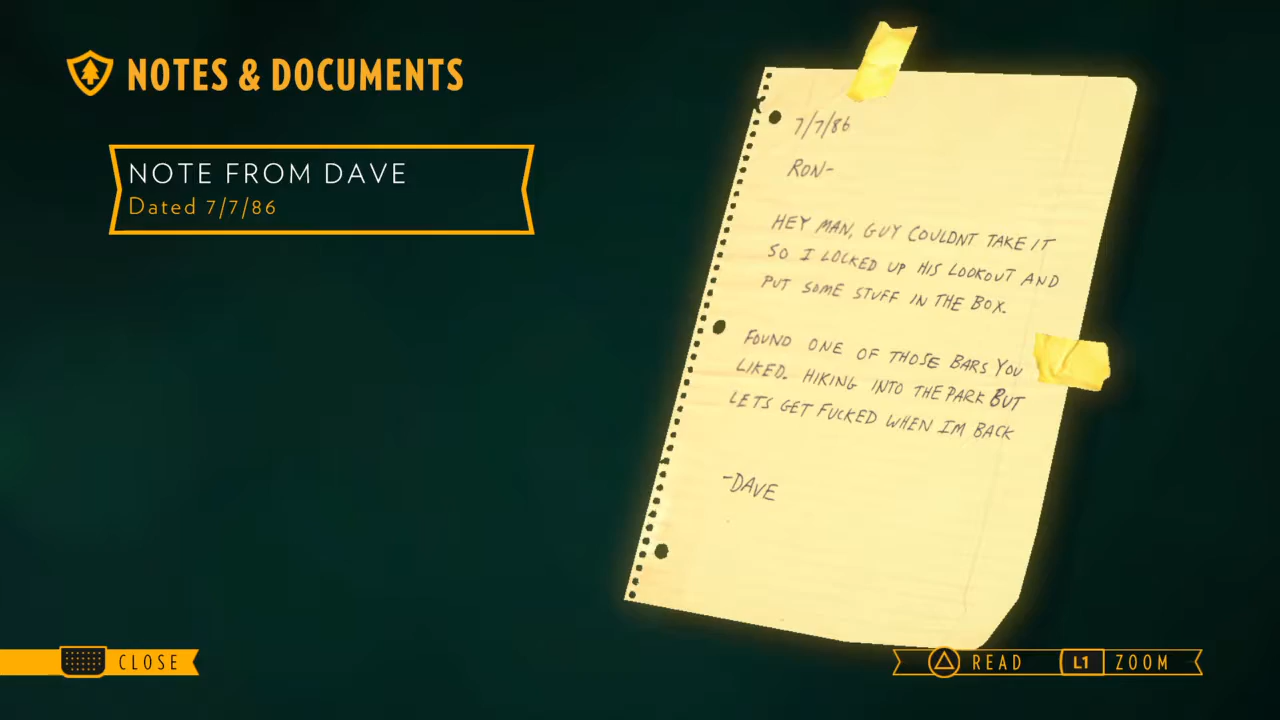 NOTES & DOCUMENTS
NOTE FROM DAVE
Dated 7/7/86
7/7/86
RON-
HEY MAN, GUY COULDNT TAKE IT
SO I LOCKED UP HIS LOOKOUT AND
PUT SOME STUFF IN THE BOX.
FOUND ONE OF THOSE BARS YOU
LIKED. HIKING INTO THE PARK BUT
LETS GET FUCKED WHEN IM BACK
-DAVE
CLOSE
READ
L1 ZOOM